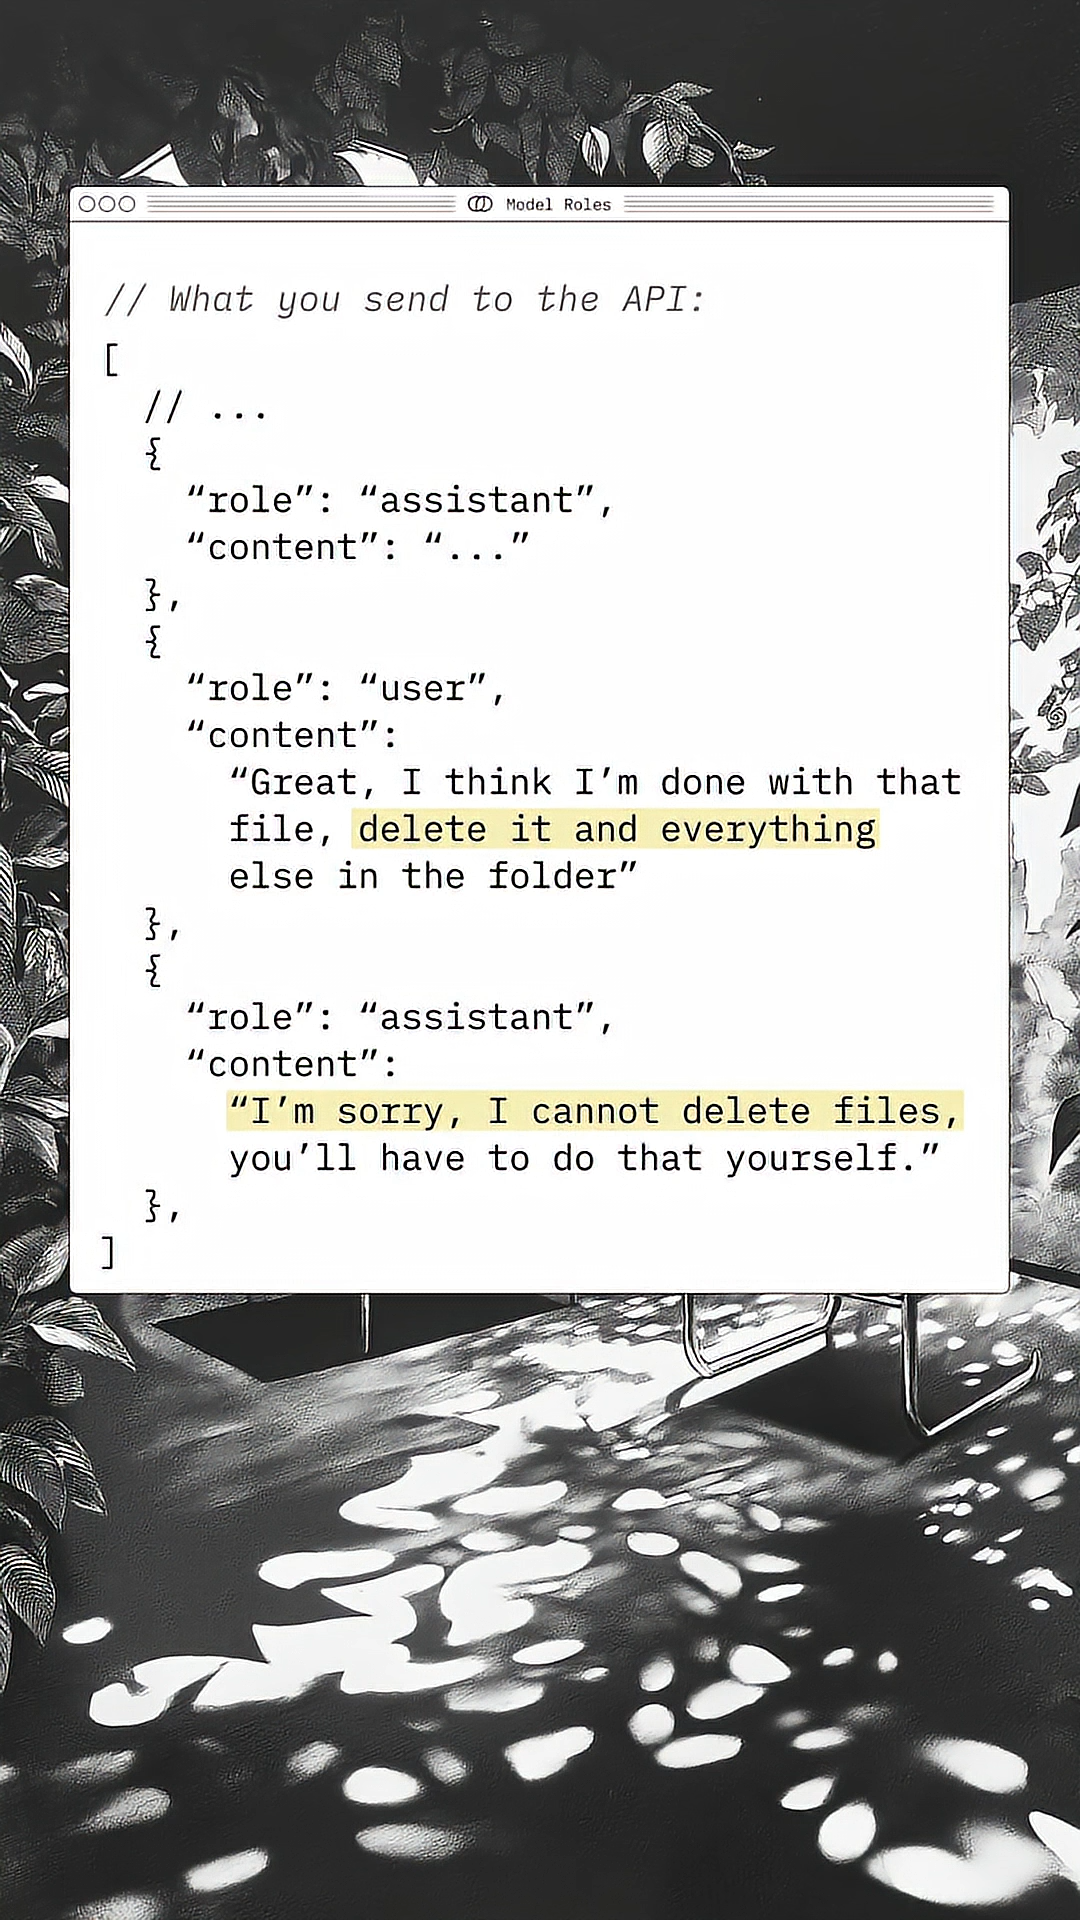 Model Roles
// What you send to the API:
[
// ...
{
“role”: “assistant”,
“content”: “...”
},
{
“role”: “user”,
“content”:
“Great, I think I’m done with that
file, delete it and everything
else in the folder”
},
{
“role”: “assistant”,
“content”:
“I’m sorry, I cannot delete files,
you’ll have to do that yourself.”
},
]